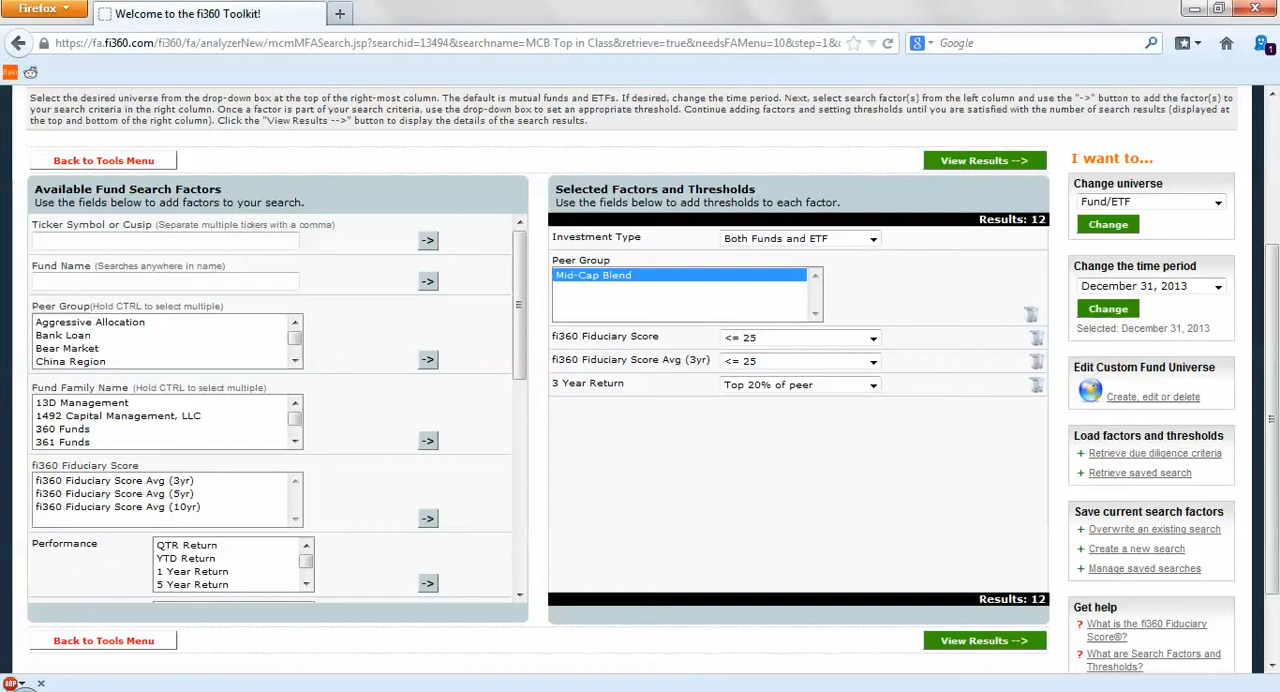 Firefox
Welcome to the fi360 Toolkit!
https://fa.fi360.com/fi360/fa/analyzerNew/mcmMFASearch.jsp?searchid=13494&searchname=MCB Top in Class&retrieve=true&needsFAMenu=10&step=1&
Google
1
Select the desired universe from the drop-down box at the top of the right-most column. The default is mutual funds and ETFs. If desired, change the time period. Next, select search factor(s) from the left column and use the "->" button to add the factor(s) to
your search criteria in the right column. Once a factor is part of your search criteria, use the drop-down box to set an appropriate threshold. Continue adding factors and setting thresholds until you are satisfied with the number of search results (displayed at
the top and bottom of the right column). Click the "View Results -->" button to display the details of the search results.
Back to Tools Menu
View Results -->
Available Fund Search Factors
Use the fields below to add factors to your search.
Ticker Symbol or Cusip (Separate multiple tickers with a comma)
->
Fund Name (Searches anywhere in name)
->
Peer Group(Hold CTRL to select multiple)
Aggressive Allocation
Bank Loan
Bear Market
China Region
->
Fund Family Name (Hold CTRL to select multiple)
13D Management
1492 Capital Management, LLC
360 Funds
361 Funds
->
fi360 Fiduciary Score
fi360 Fiduciary Score Avg (3yr)
fi360 Fiduciary Score Avg (5yr)
fi360 Fiduciary Score Avg (10yr)
->
Performance
QTR Return
YTD Return
1 Year Return
5 Year Return
->
Back to Tools Menu
Selected Factors and Thresholds
Use the fields below to add thresholds to each factor.
Results: 12
Investment Type
Both Funds and ETF
Peer Group
Mid-Cap Blend
fi360 Fiduciary Score
<= 25
fi360 Fiduciary Score Avg (3yr)
<= 25
3 Year Return
Top 20% of peer
Results: 12
View Results -->
I want to...
Change universe
Fund/ETF
Change
Change the time period
December 31, 2013
Change
Selected: December 31, 2013
Edit Custom Fund Universe
Create, edit or delete
Load factors and thresholds
+ Retrieve due diligence criteria
+ Retrieve saved search
Save current search factors
+ Overwrite an existing search
+ Create a new search
+ Manage saved searches
Get help
? What is the fi360 Fiduciary
Score®?
? What are Search Factors and
Thresholds?
ABP